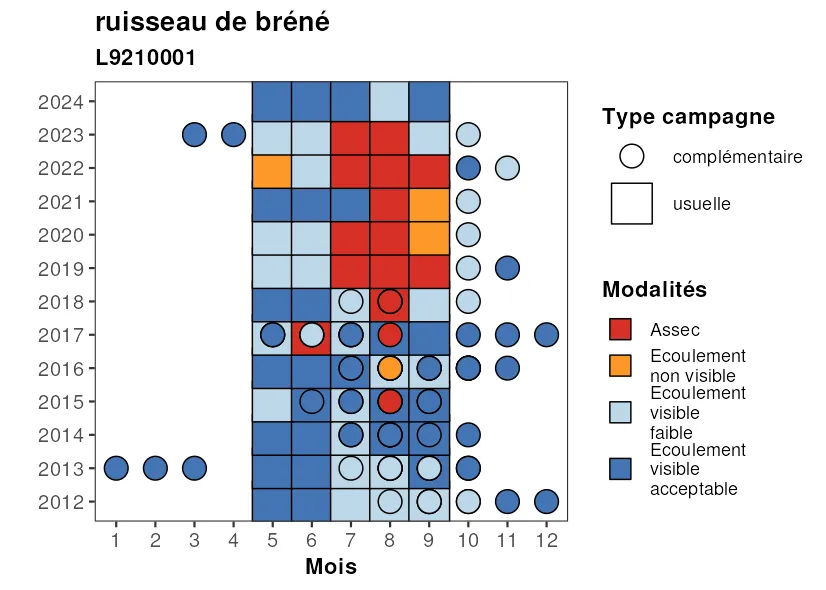 ruisseau de bréné
L9210001
2024
2023
2022
2021
2020
2019
2018
2017
2016
2015
2014
2013
2012
1 2 3 4 5 6 7 8 9 10 11 12
Mois
Type campagne
complémentaire
usuelle
Modalités
Assec
Ecoulement
non visible
Ecoulement
visible
faible
Ecoulement
visible
acceptable